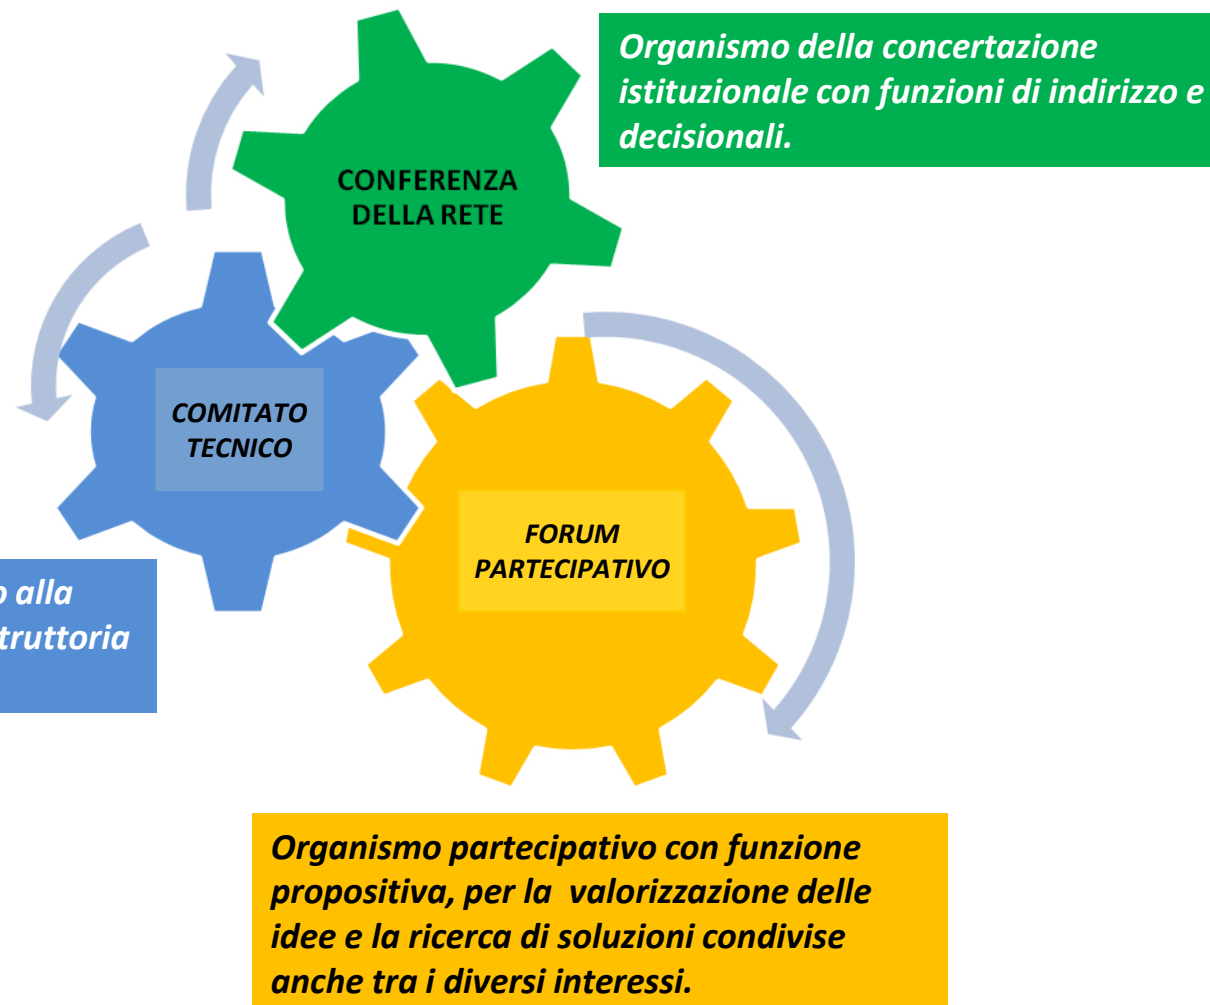 Organismo della concertazione
istituzionale con funzioni di indirizzo e
decisionali.
CONFERENZA
DELLA RETE
COMITATO
TECNICO
FORUM
PARTECIPATIVO
alla
Organismo partecipativo con funzione
propositiva, per la valorizzazione delle
idee e la ricerca di soluzioni condivise
anche tra i diversi interessi.